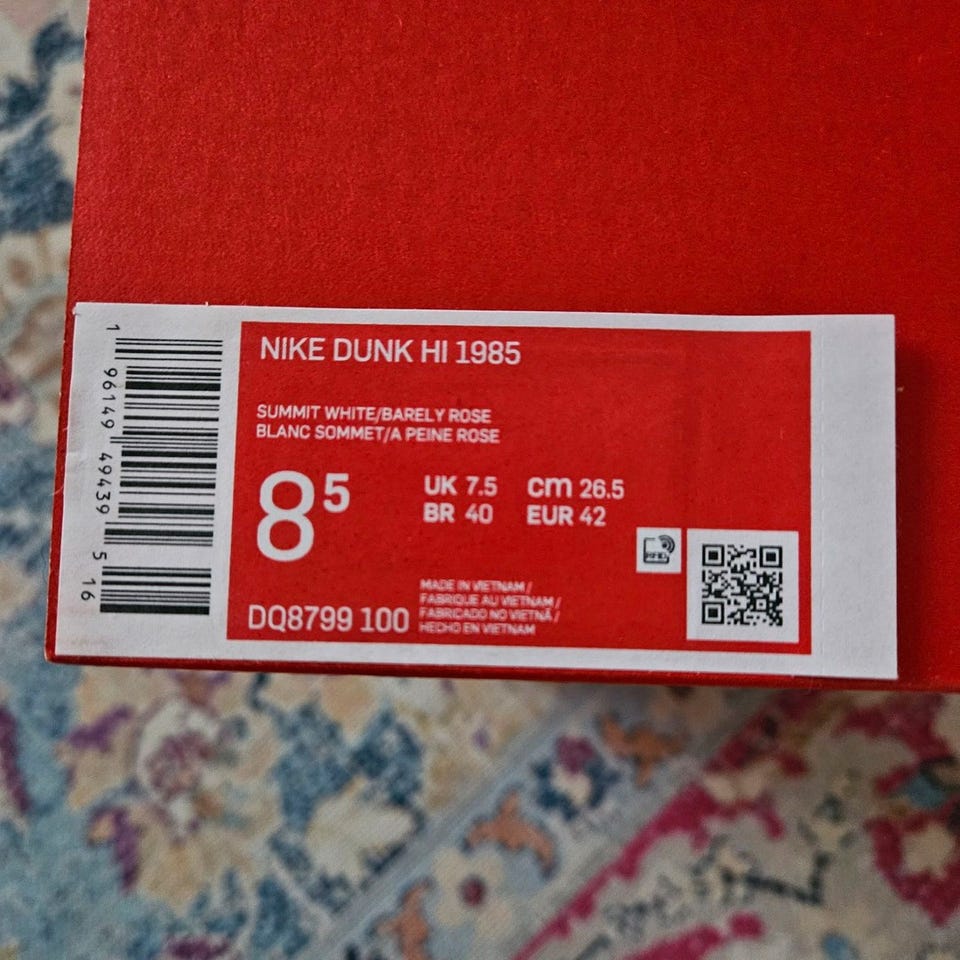 1 96149 49439 5 16
NIKE DUNK HI 1985
SUMMIT WHITE/BARELY ROSE
BLANC SOMMET/A PEINE ROSE
8 5
UK 7.5 cm 26.5
BR 40 EUR 42
RFID
MADE IN VIETNAM /
FABRIQUE AU VIETNAM /
FABRICADO NO VIETNÃ /
HECHO EN VIETNAM
DQ8799 100